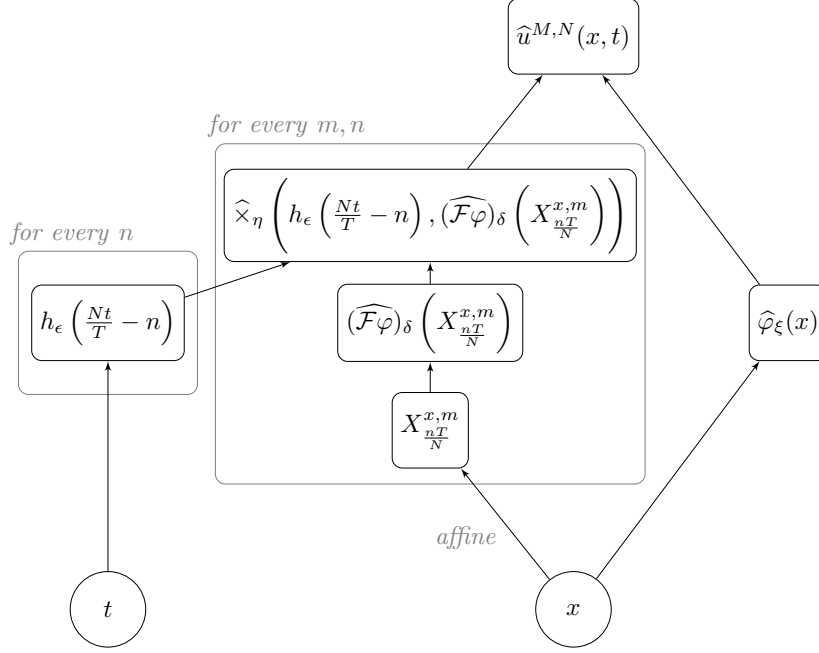 $\widehat{u}^{M,N}(x,t)$
for every $m, n$
$\widehat{\times}_{\eta}\left(h_{\epsilon}\left(\frac{Nt}{T}-n\right), (\widehat{\mathcal{F}\varphi})_{\delta}\left(X^{x,m}_{\frac{nT}{N}}\right)\right)$
for every $n$
$h_{\epsilon}\left(\frac{Nt}{T}-n\right)$
$(\widehat{\mathcal{F}\varphi})_{\delta}\left(X^{x,m}_{\frac{nT}{N}}\right)$
$\widehat{\varphi}_{\xi}(x)$
$X^{x,m}_{\frac{nT}{N}}$
affine
$t$
$x$